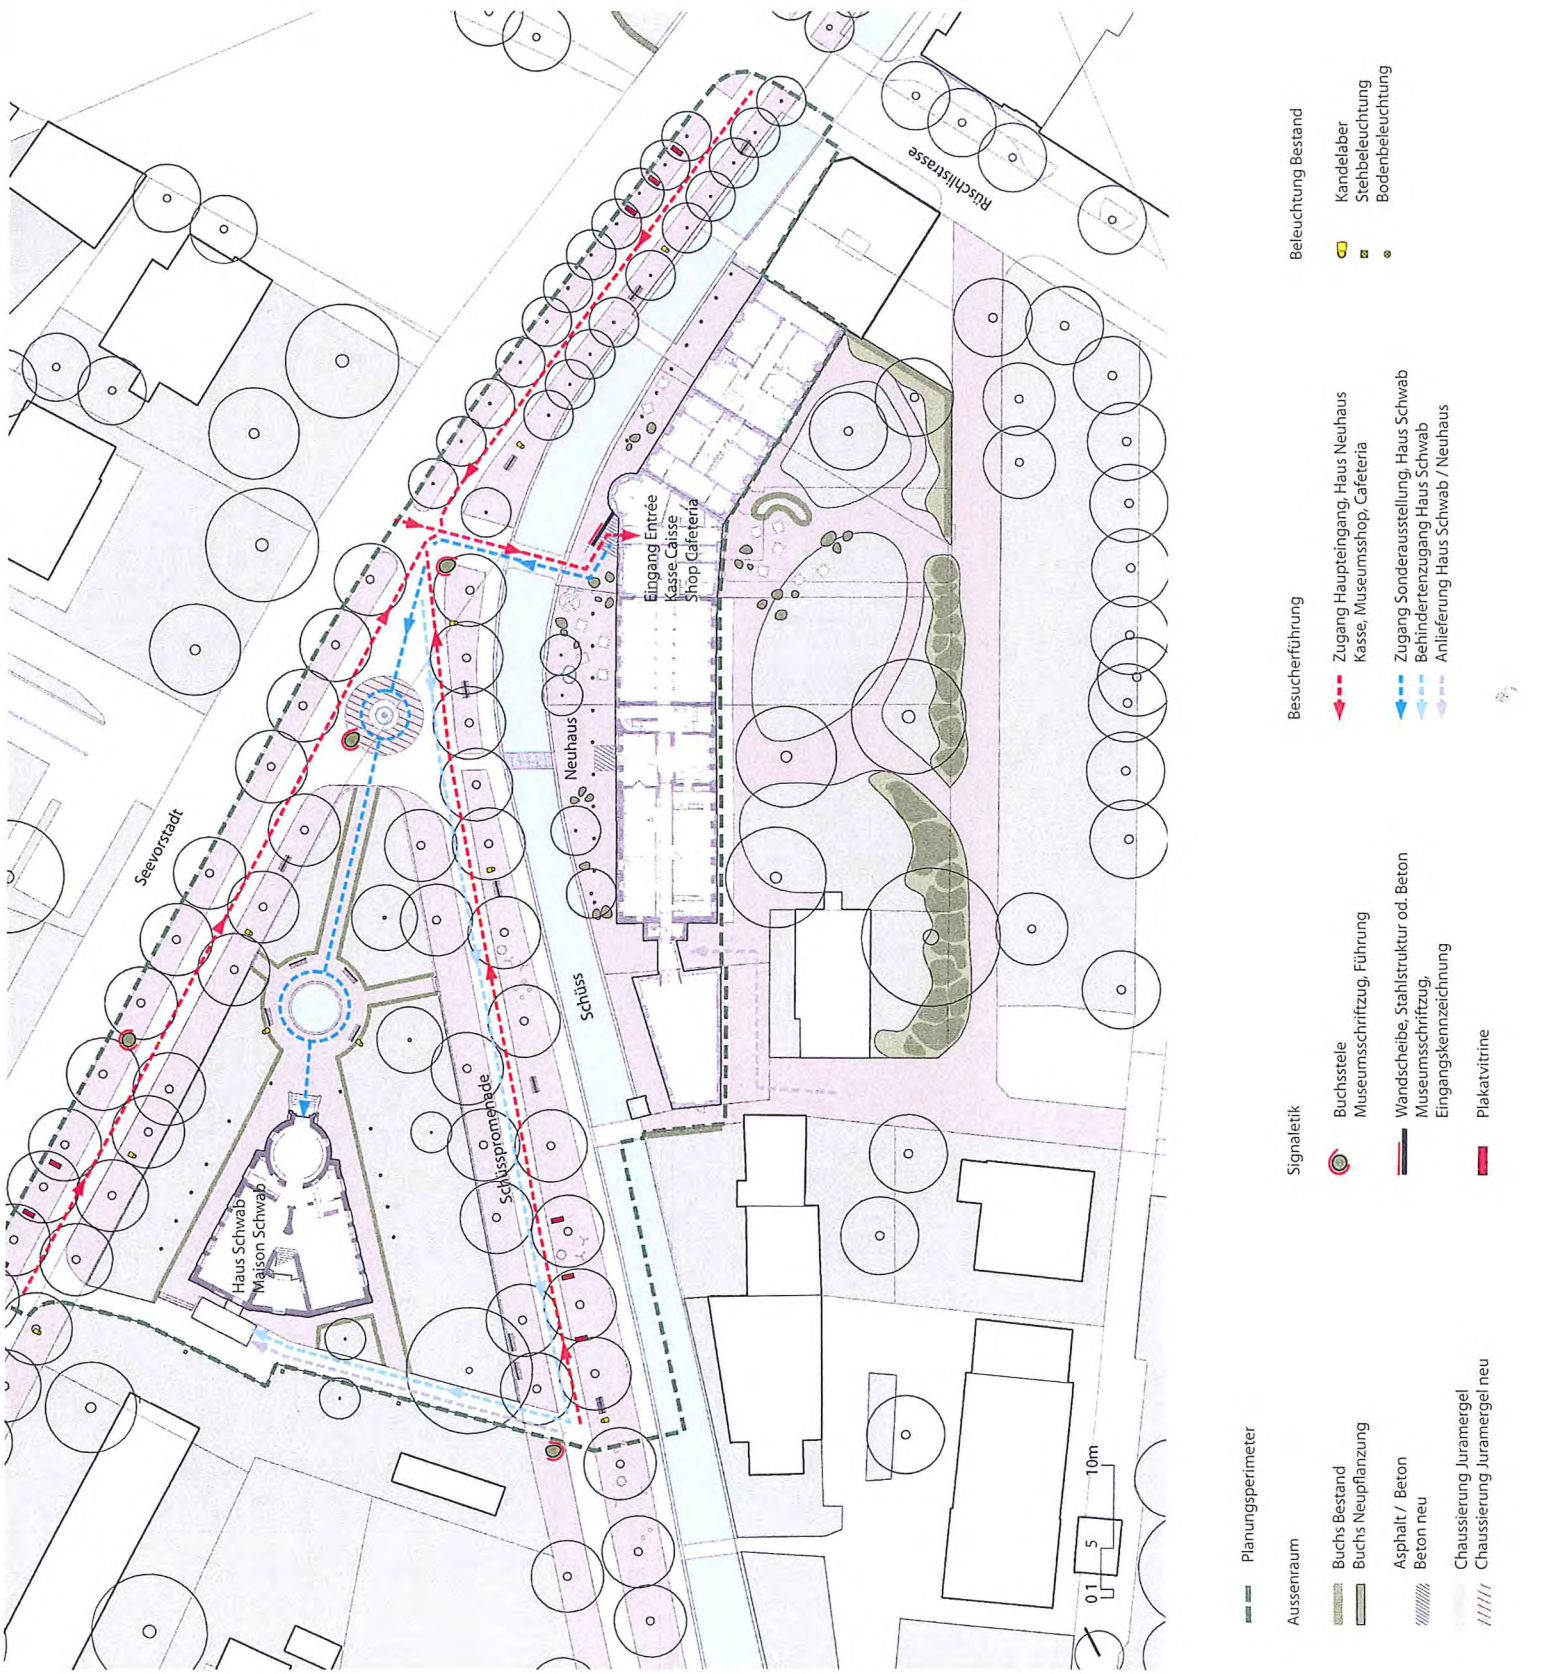 Seevorstadt
Rüschlistrasse
Eingang Entrée
Kasse Caisse
Shop Cafeteria
Neuhaus
Schüss
Schüsspromenade
Haus Schwab
Maison Schwab
0 1 5 10m
Planungsperimeter
Aussenraum
Buchs Bestand
Buchs Neupflanzung
Asphalt / Beton
Beton neu
Chaussierung Juramergel
Chaussierung Juramergel neu
Signaletik
Buchsstele
Museumsschriftzug, Führung
Wandscheibe, Stahlstruktur od. Beton
Museumschriftzug,
Eingangskennzeichnung
Plakatvitrine
Besucherführung
Zugang Haupteingang, Haus Neuhaus
Kasse, Museumsshop, Cafeteria
Zugang Sonderausstellung, Haus Schwab
Behindertenzugang Haus Schwab
Anlieferung Haus Schwab / Neuhaus
Beleuchtung Bestand
Kandelaber
Stehbeleuchtung
Bodenbeleuchtung